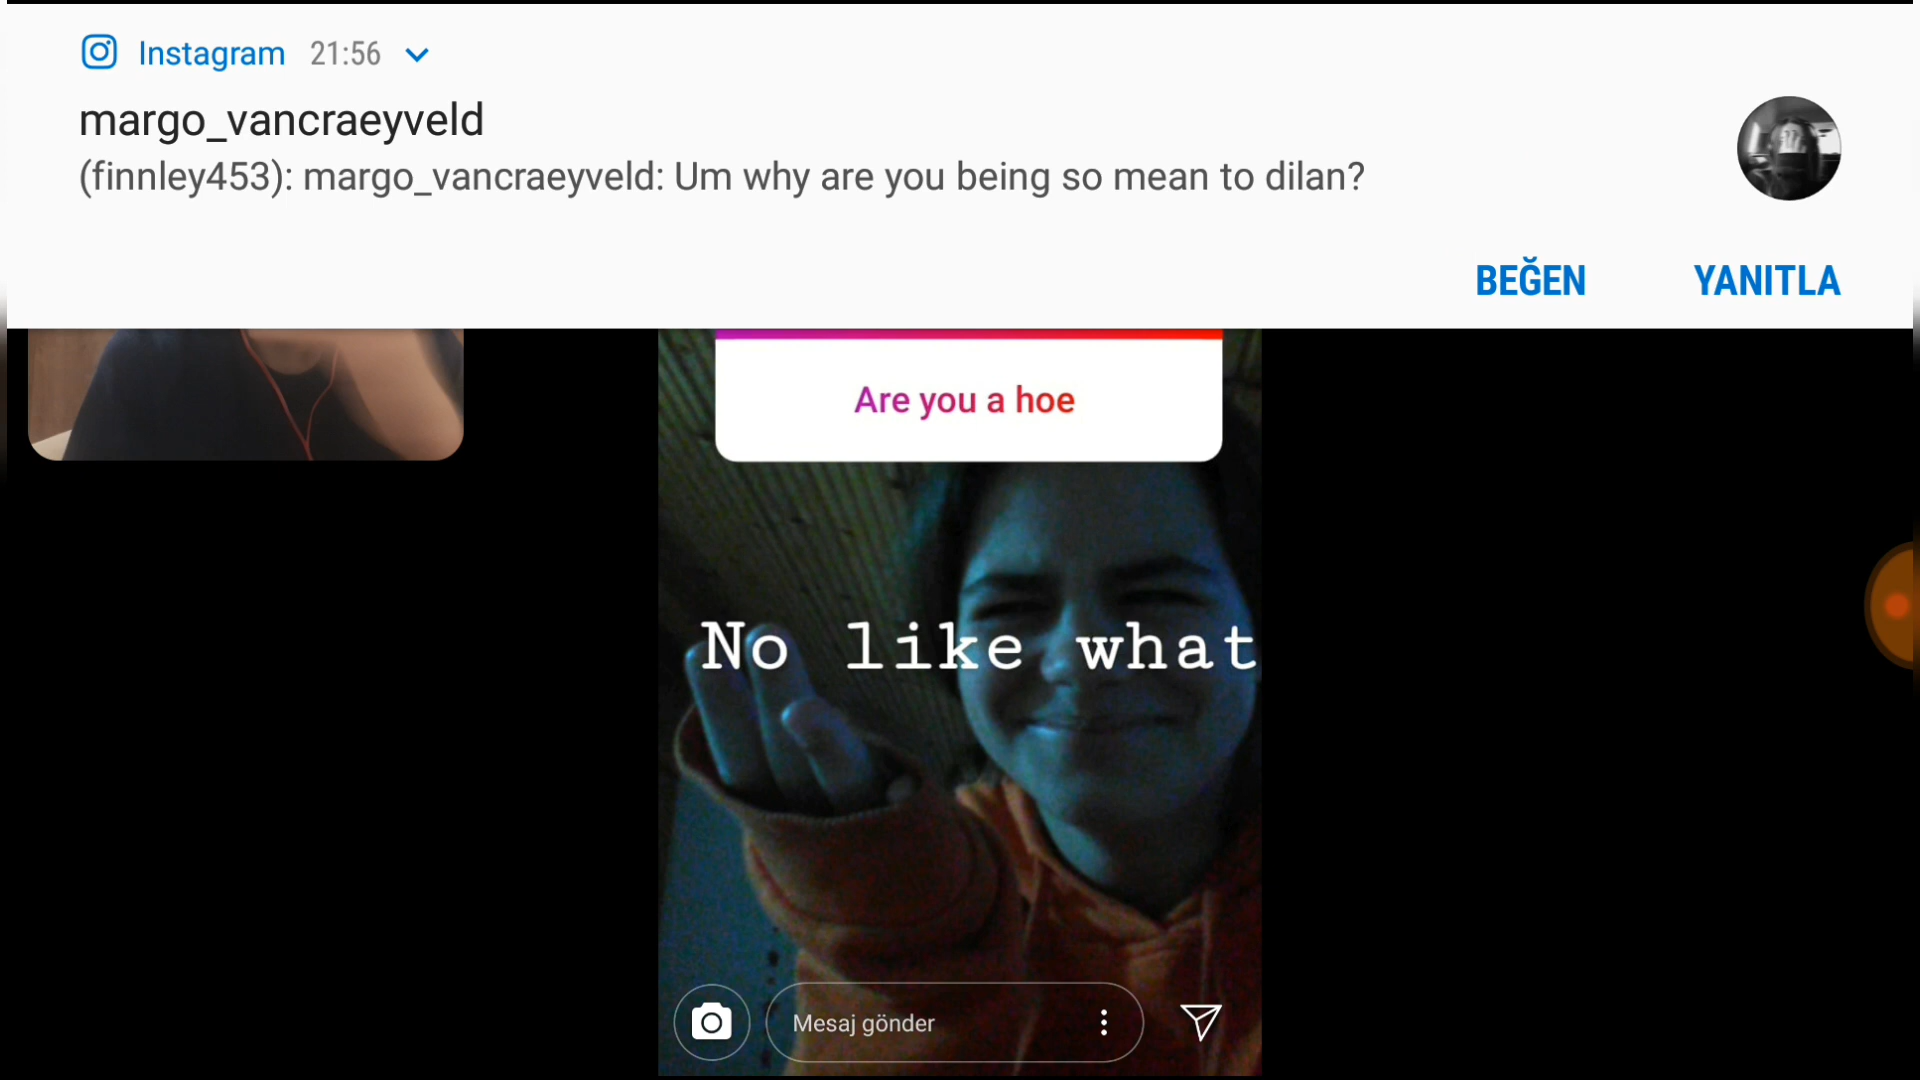 Instagram 21:56
margo_vancraeyveld
(finnley453): margo_vancraeyveld: Um why are you being so mean to dilan?
BEĞEN YANITLA
Are you a hoe
No like what
Mesaj gönder